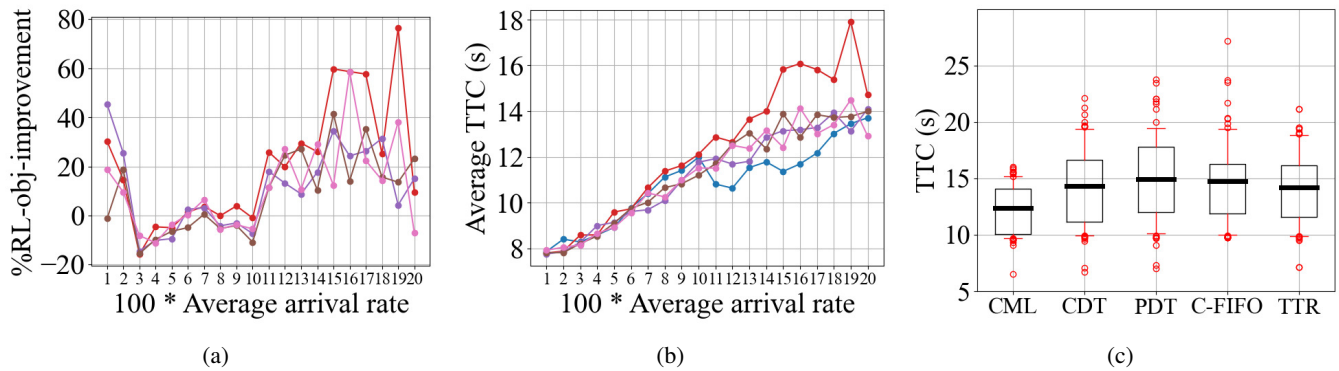 %RL-obj-improvement
80
60
40
20
0
−20
1 2 3 4 5 6 7 8 9 10 11 12 13 14 15 16 17 18 19 20
100 * Average arrival rate
(a)
Average TTC (s)
18
16
14
12
10
8
1 2 3 4 5 6 7 8 9 10 11 12 13 14 15 16 17 18 19 20
100 * Average arrival rate
(b)
TTC (s)
25
20
15
10
5
CML CDT PDT C-FIFO TTR
(c)